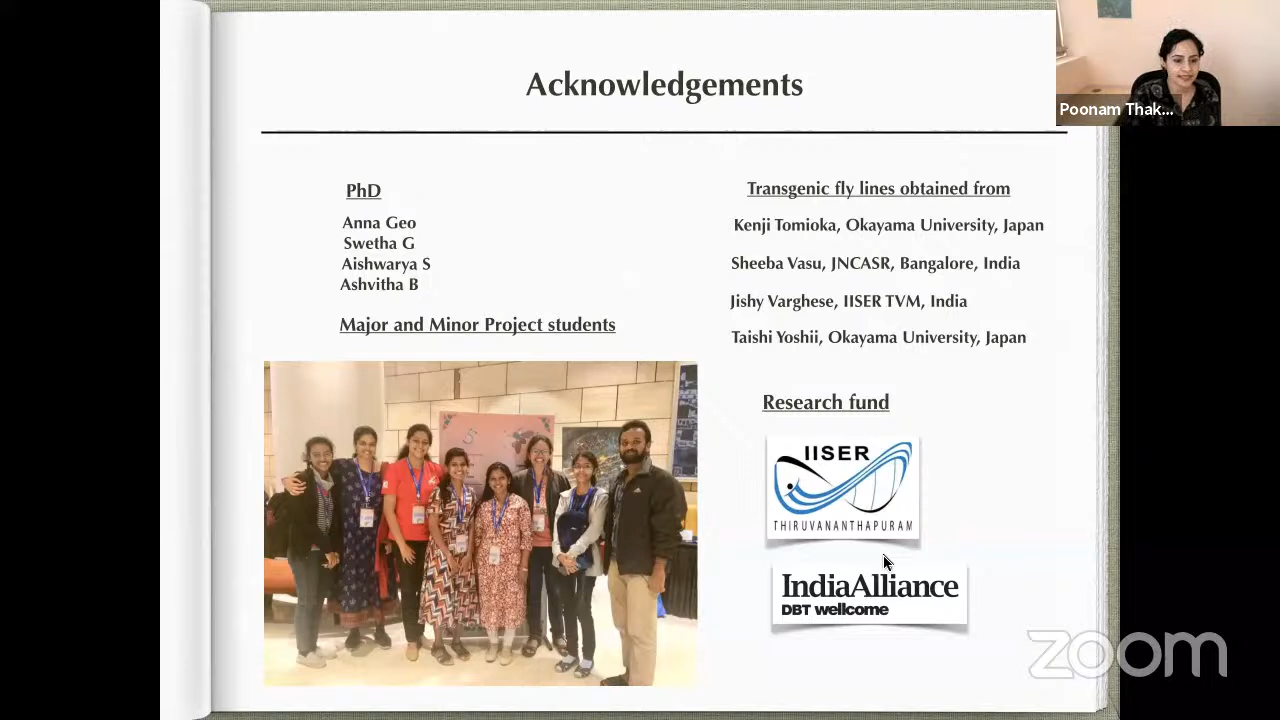 Acknowledgements
Poonam Thak...
PhD
Anna Geo
Swetha G
Aishwarya S
Ashvitha B
Major and Minor Project students
Transgenic fly lines obtained from
Kenji Tomioka, Okayama University, Japan
Sheeba Vasu, JNCASR, Bangalore, India
Jishy Varghese, IISER TVM, India
Taishi Yoshii, Okayama University, Japan
Research fund
IISER
THIRUVANANTHAPURAM
IndiaAlliance
DBT wellcome
zoom